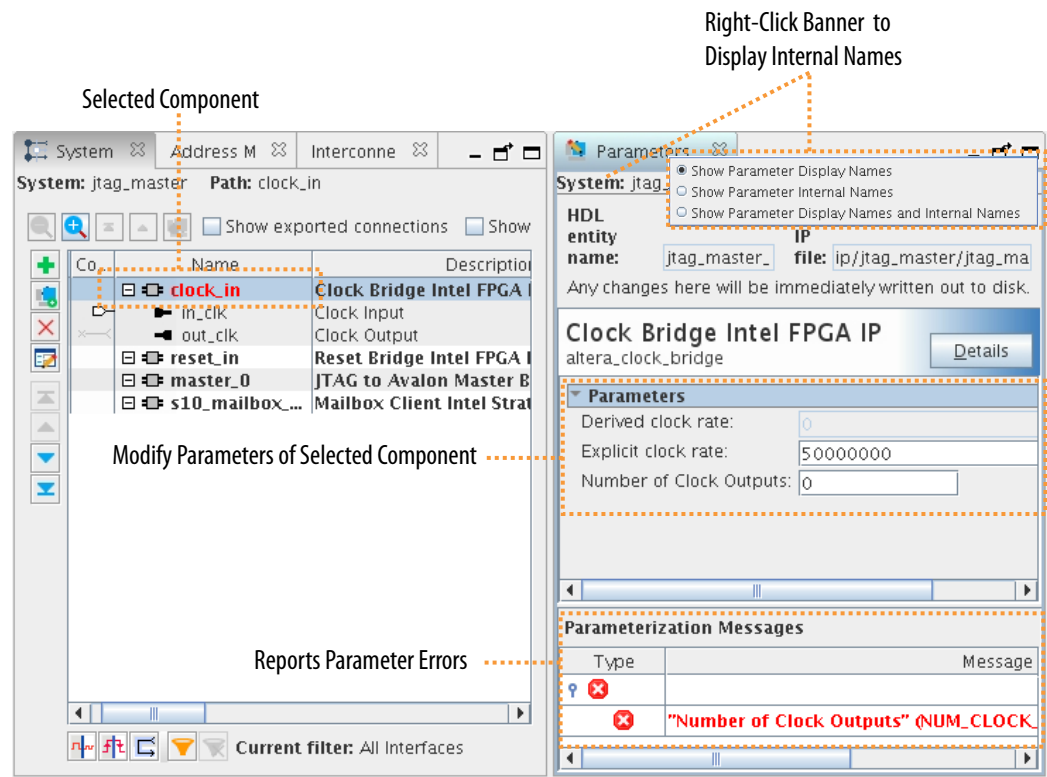 Right-Click Banner to
Display Internal Names
Selected Component
System
Address M
Interconne
System: jtag_master Path: clock_in
Show exported connections
Show
Co...
Name
Description
clock_in
Clock Bridge Intel FPGA I
in_clk
Clock Input
out_clk
Clock Output
reset_in
Reset Bridge Intel FPGA I
master_0
JTAG to Avalon Master B
s10_mailbox_...
Mailbox Client Intel Strat
Modify Parameters of Selected Component
Reports Parameter Errors
Current filter: All Interfaces
Parameters
System: jtag_
Show Parameter Display Names
Show Parameter Internal Names
Show Parameter Display Names and Internal Names
HDL
entity
name:
jtag_master_
IP
file:
ip/jtag_master/jtag_ma
Any changes here will be immediately written out to disk.
Clock Bridge Intel FPGA IP
altera_clock_bridge
Details
Parameters
Derived clock rate:
0
Explicit clock rate:
50000000
Number of Clock Outputs:
0
Parameterization Messages
Type
Message
"Number of Clock Outputs" (NUM_CLOCK_